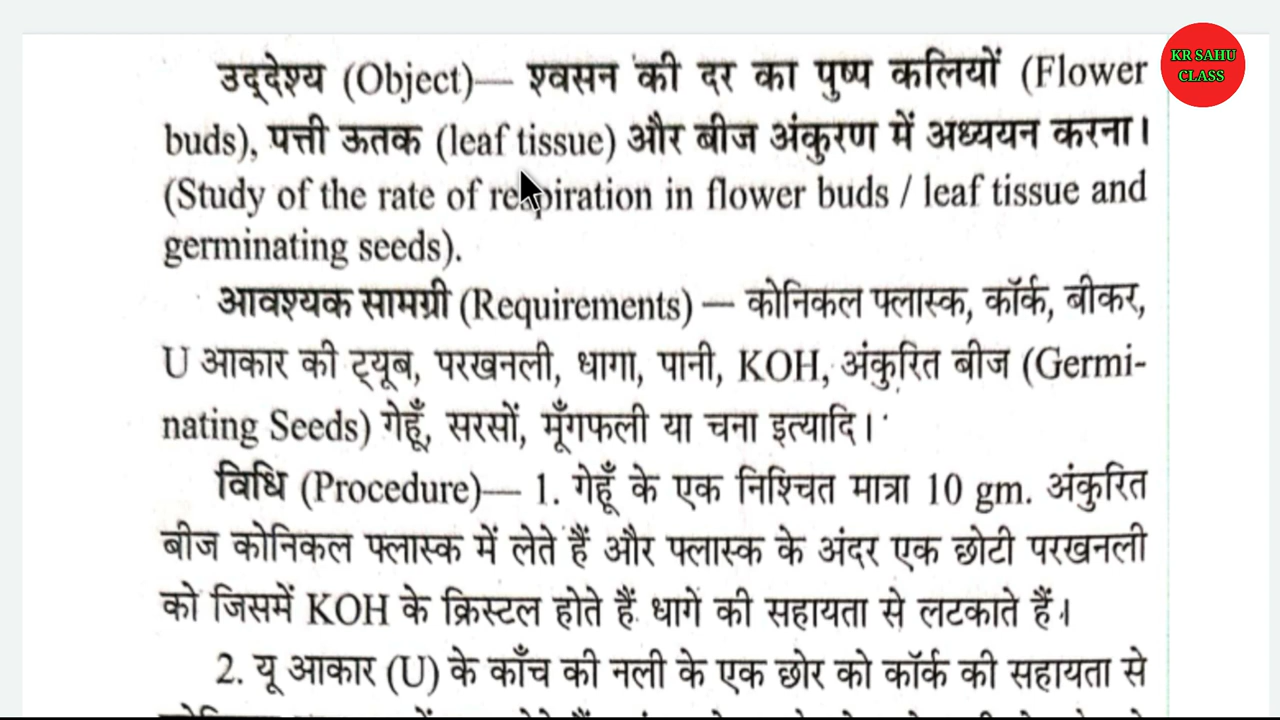 KR SAHU
CLASS
उद्देश्य (Object)— श्वसन की दर का पुष्प कलियों (Flower
buds), पत्ती ऊतक (leaf tissue) और बीज अंकुरण में अध्ययन करना।
(Study of the rate of respiration in flower buds / leaf tissue and
germinating seeds).
आवश्यक सामग्री (Requirements) — कोनिकल फ्लास्क, कॉर्क, बीकर,
U आकार की ट्यूब, परखनली, धागा, पानी, KOH, अंकुरित बीज (Germi-
nating Seeds) गेहूँ, सरसों, मूँगफली या चना इत्यादि।
विधि (Procedure)— 1. गेहूँ के एक निश्चित मात्रा 10 gm. अंकुरित
बीज कोनिकल फ्लास्क में लेते हैं और फ्लास्क के अंदर एक छोटी परखनली
को जिसमें KOH के क्रिस्टल होते हैं धागें की सहायता से लटकाते हैं।
2. यू आकार (U) के काँच की नली के एक छोर को कॉर्क की सहायता से